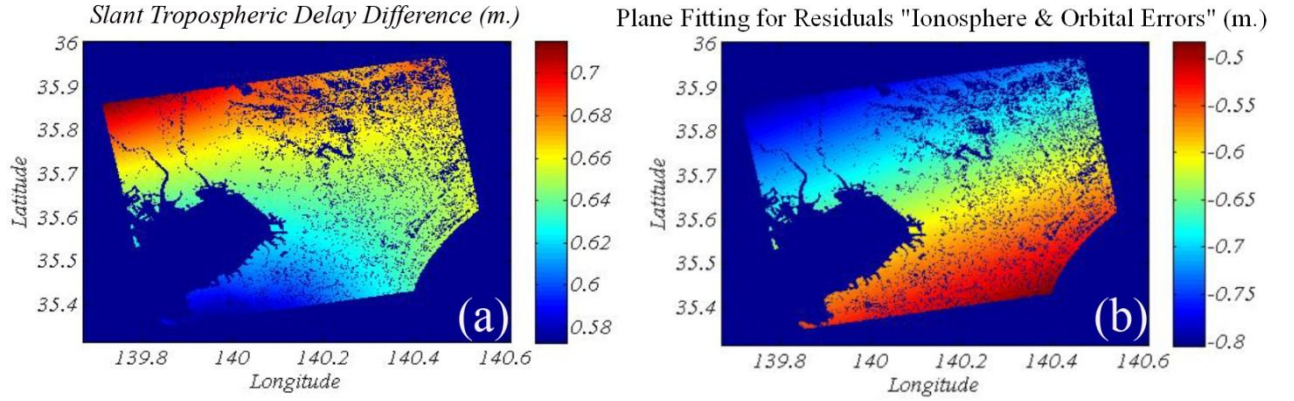 Slant Tropospheric Delay Difference (m.)
36
35.9
35.8
35.7
35.6
35.5
35.4
Latitude
139.8 140 140.2 140.4 140.6
Longitude
0.7
0.68
0.66
0.64
0.62
0.6
0.58
(a)
Plane Fitting for Residuals "Ionosphere & Orbital Errors" (m.)
36
35.9
35.8
35.7
35.6
35.5
35.4
Latitude
139.8 140 140.2 140.4 140.6
Longitude
-0.5
-0.55
-0.6
-0.65
-0.7
-0.75
-0.8
(b)